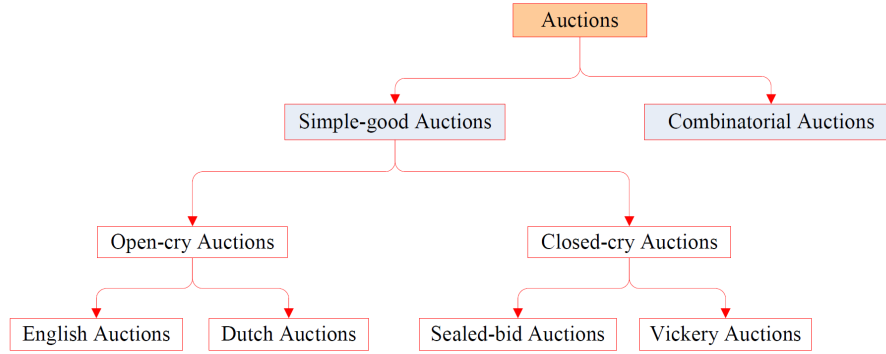 Auctions
Simple-good Auctions
Combinatorial Auctions
Open-cry Auctions
Closed-cry Auctions
English Auctions
Dutch Auctions
Sealed-bid Auctions
Vickery Auctions